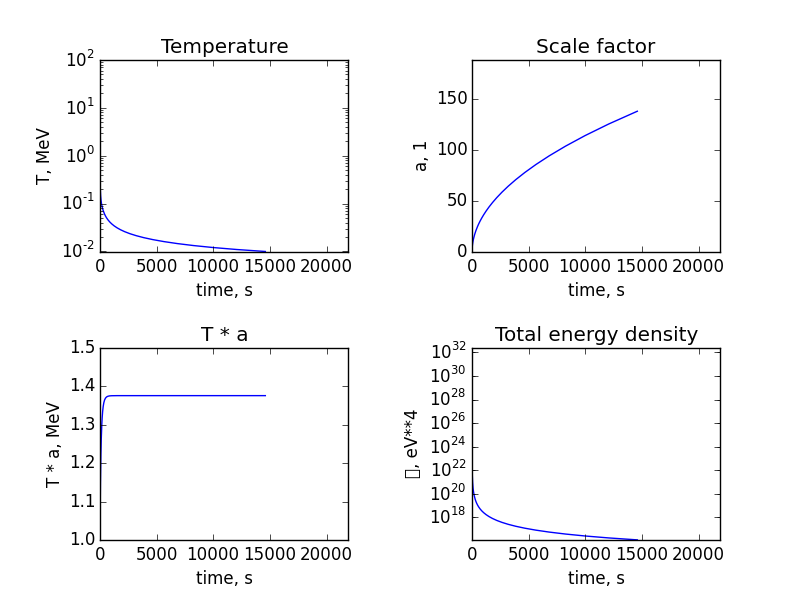 Temperature
T, MeV
10^2
10^1
10^0
10^-1
10^-2
0 5000 10000 15000 20000
time, s
Scale factor
a, 1
150
100
50
0
0 5000 10000 15000 20000
time, s
T * a
T * a, MeV
1.5
1.4
1.3
1.2
1.1
1.0
0 5000 10000 15000 20000
time, s
Total energy density
▯, eV**4
10^32
10^30
10^28
10^26
10^24
10^22
10^20
10^18
0 5000 10000 15000 20000
time, s